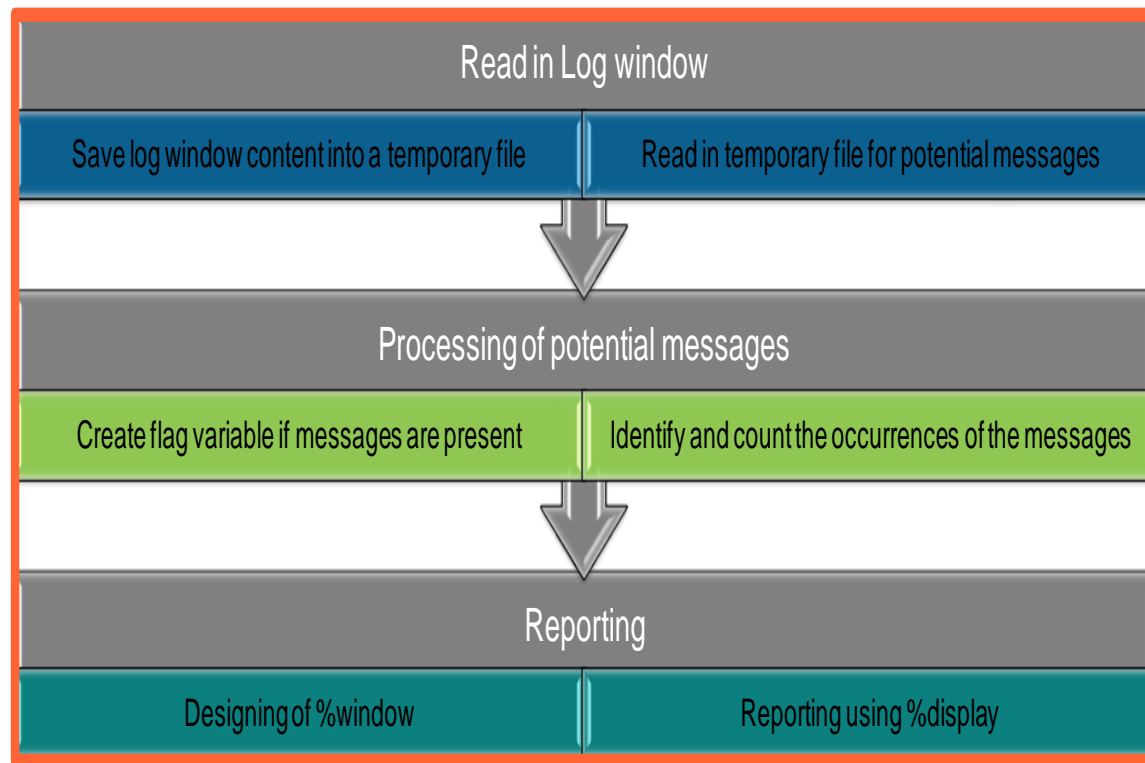 Read in Log window
Save log window content into a temporary file
Read in temporary file for potential messages
Processing of potential messages
Create flag variable if messages are present
Identify and count the occurrences of the messages
Reporting
Designing of %window
Reporting using %display